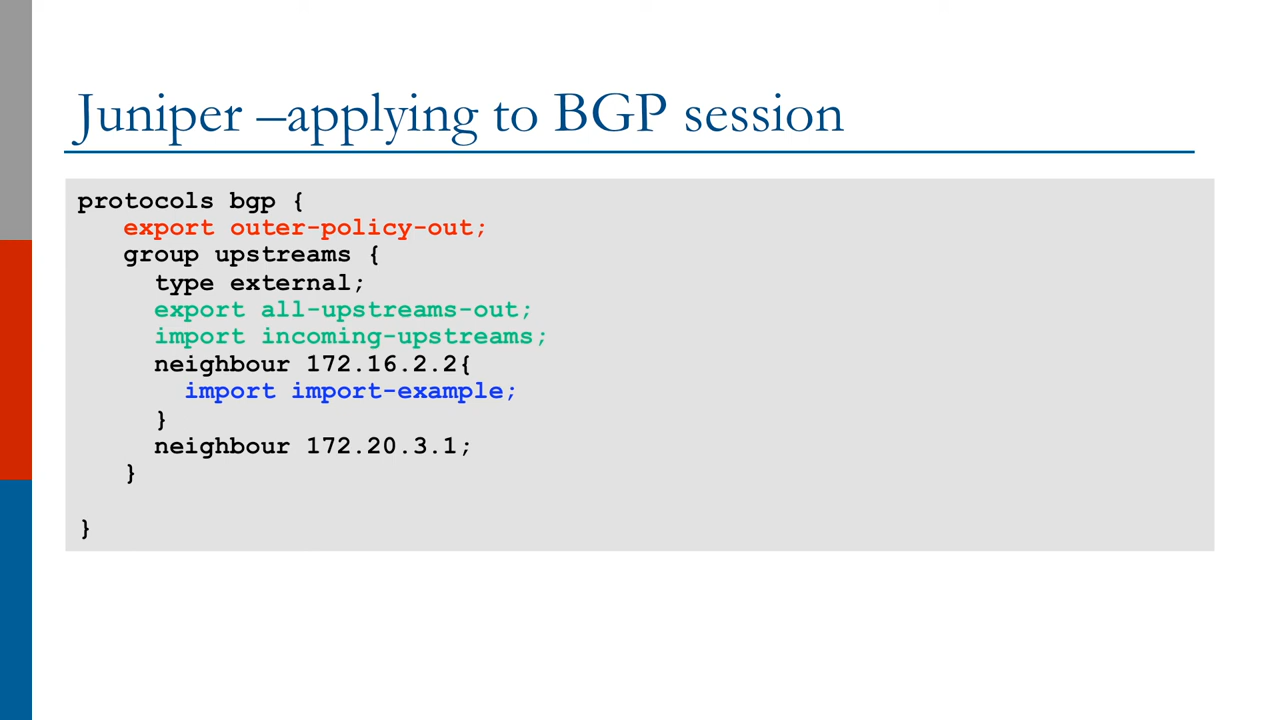 Juniper –applying to BGP session
protocols bgp {
export outer-policy-out;
group upstreams {
type external;
export all-upstreams-out;
import incoming-upstreams;
neighbour 172.16.2.2{
import import-example;
}
neighbour 172.20.3.1;
}
}